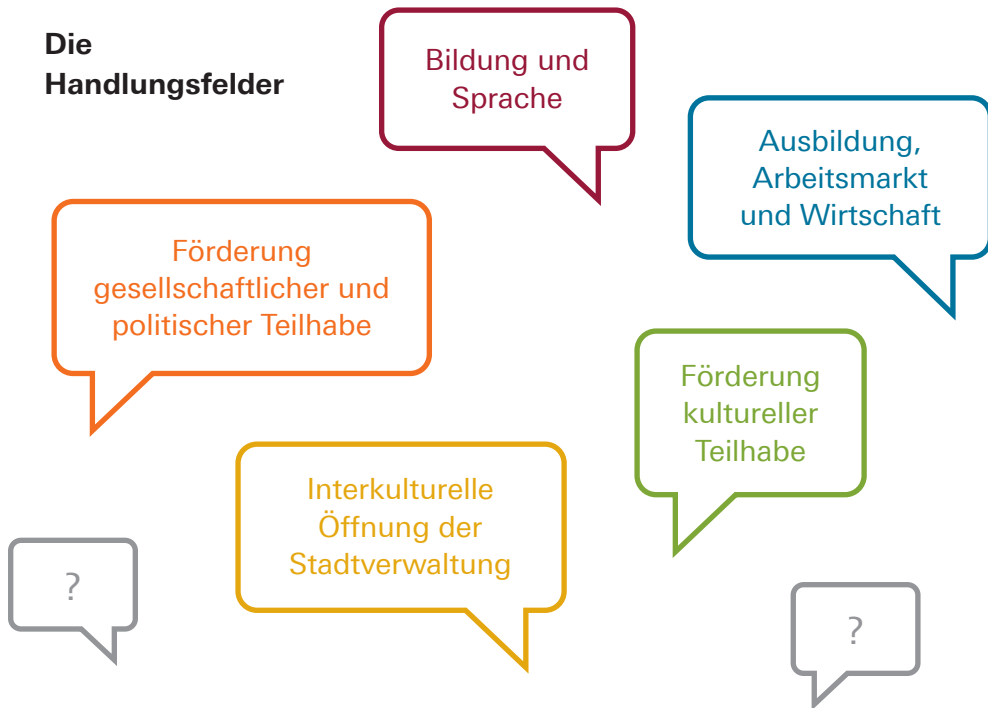 Die
Handlungsfelder
Bildung und
Sprache
Ausbildung,
Arbeitsmarkt
und Wirtschaft
Förderung
gesellschaftlicher und
politischer Teilhabe
Förderung
kultureller
Teilhabe
Interkulturelle
Öffnung der
Stadtverwaltung
?
?